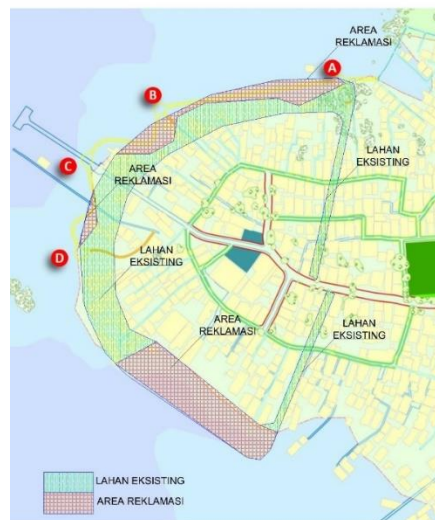 AREA
REKLAMASI
A
B
LAHAN
EKSISTING
C
AREA
REKLAMASI
D
LAHAN
EKSISTING
AREA
REKLAMASI
LAHAN
EKSISTING
LAHAN EKSISTING
AREA REKLAMASI